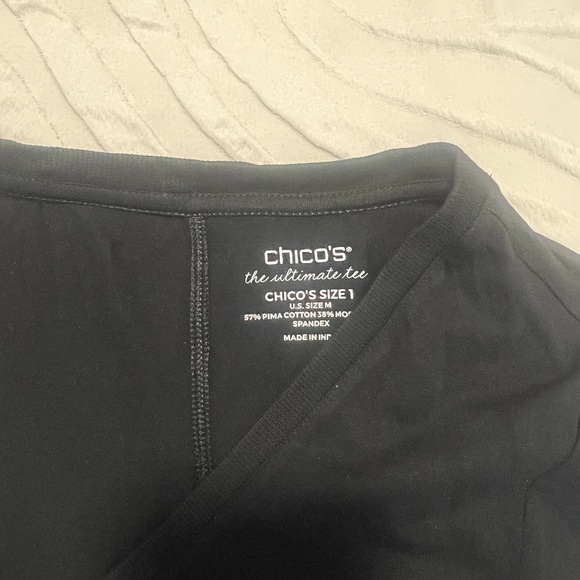 chico's®
the ultimate tee
CHICO'S SIZE 1
U.S. SIZE M
57% PIMA COTTON 38%
SPANDEX
MADE IN